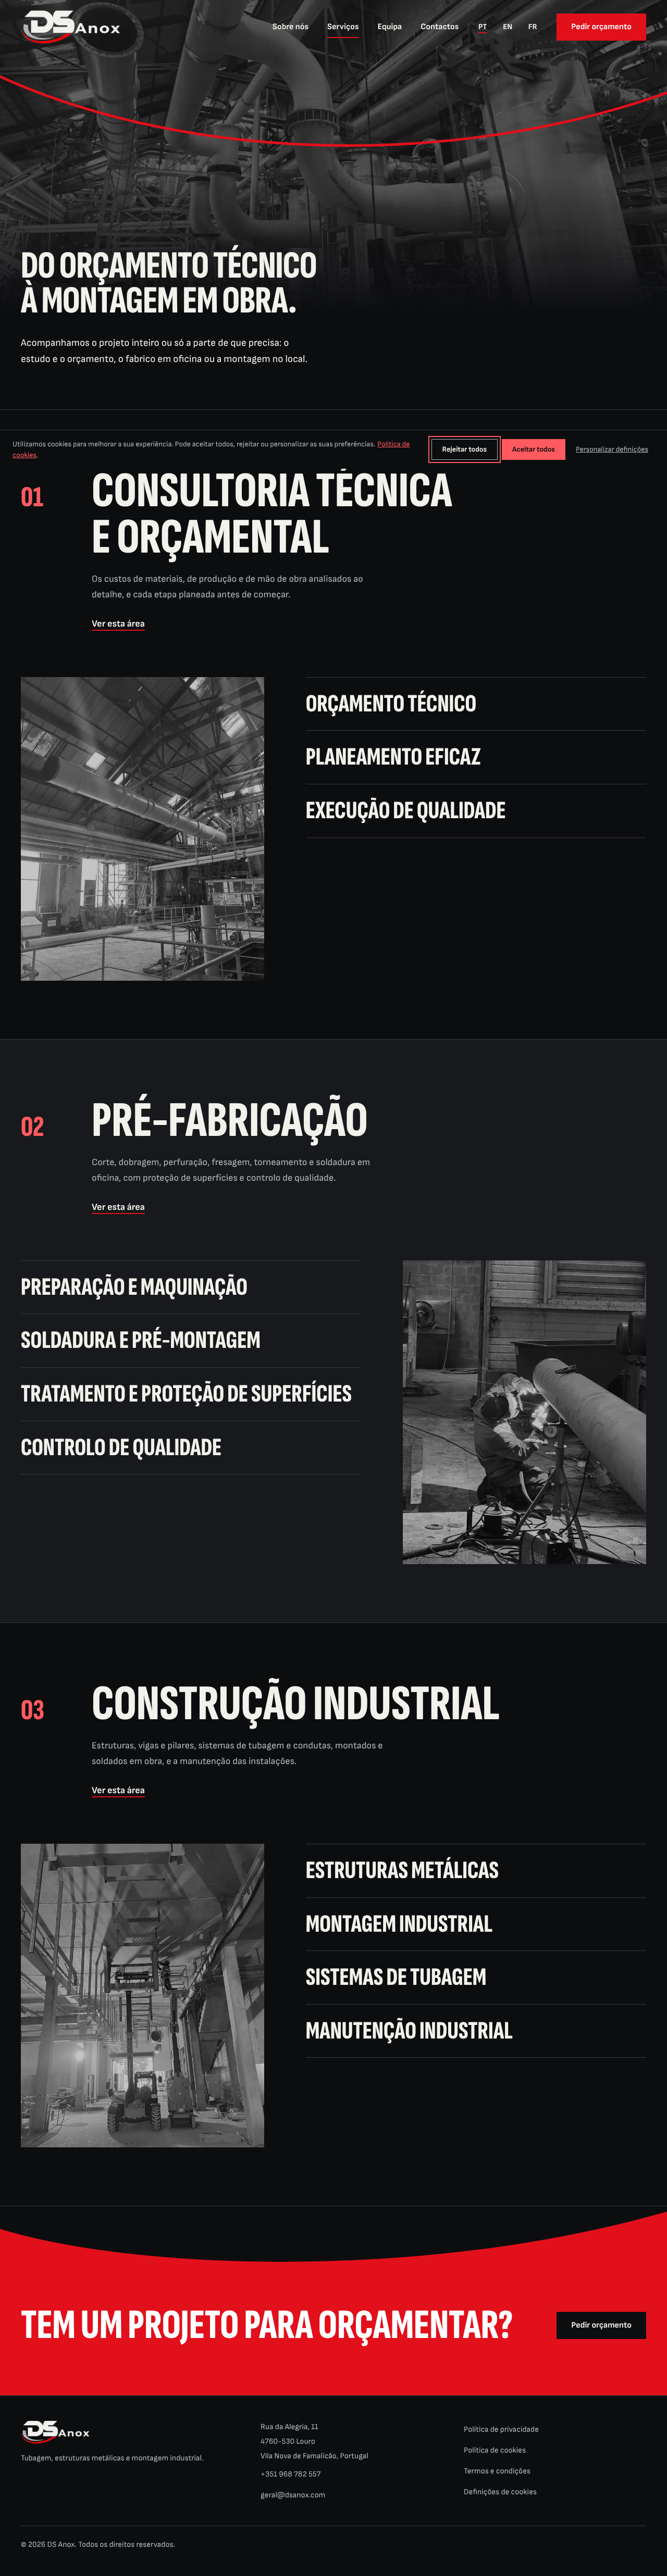 DS Anox
Sobre nós Serviços Equipa Contactos PT EN FR Pedir orçamento
DO ORÇAMENTO TÉCNICO
À MONTAGEM EM OBRA.
Acompanhamos o projeto inteiro ou só a parte de que precisa: o
estudo e o orçamento, o fabrico em oficina ou a montagem no local.
Utilizamos cookies para melhorar a sua experiência. Pode aceitar todos, rejeitar ou personalizar as suas preferências. Política de
cookies.
Rejeitar todos Aceitar todos Personalizar definições
01
CONSULTORIA TÉCNICA
E ORÇAMENTAL
Os custos de materiais, de produção e de mão de obra analisados ao
detalhe, e cada etapa planeada antes de começar.
Ver esta área
ORÇAMENTO TÉCNICO
PLANEAMENTO EFICAZ
EXECUÇÃO DE QUALIDADE
02
PRÉ-FABRICAÇÃO
Corte, dobragem, perfuração, fresagem, torneamento e soldadura em
oficina, com proteção de superfícies e controlo de qualidade.
Ver esta área
PREPARAÇÃO E MAQUINAÇÃO
SOLDADURA E PRÉ-MONTAGEM
TRATAMENTO E PROTEÇÃO DE SUPERFÍCIES
CONTROLO DE QUALIDADE
03
CONSTRUÇÃO INDUSTRIAL
Estruturas, vigas e pilares, sistemas de tubagem e condutas, montados e
soldados em obra, e a manutenção das instalações.
Ver esta área
ESTRUTURAS METÁLICAS
MONTAGEM INDUSTRIAL
SISTEMAS DE TUBAGEM
MANUTENÇÃO INDUSTRIAL
TEM UM PROJETO PARA ORÇAMENTAR?
Pedir orçamento
DS Anox
Tubagem, estruturas metálicas e montagem industrial.
Rua da Alegria, 11
4760-530 Louro
Vila Nova de Famalicão, Portugal
+351 968 782 557
geral@dsanox.com
Política de privacidade
Política de cookies
Termos e condições
Definições de cookies
© 2026 DS Anox. Todos os direitos reservados.